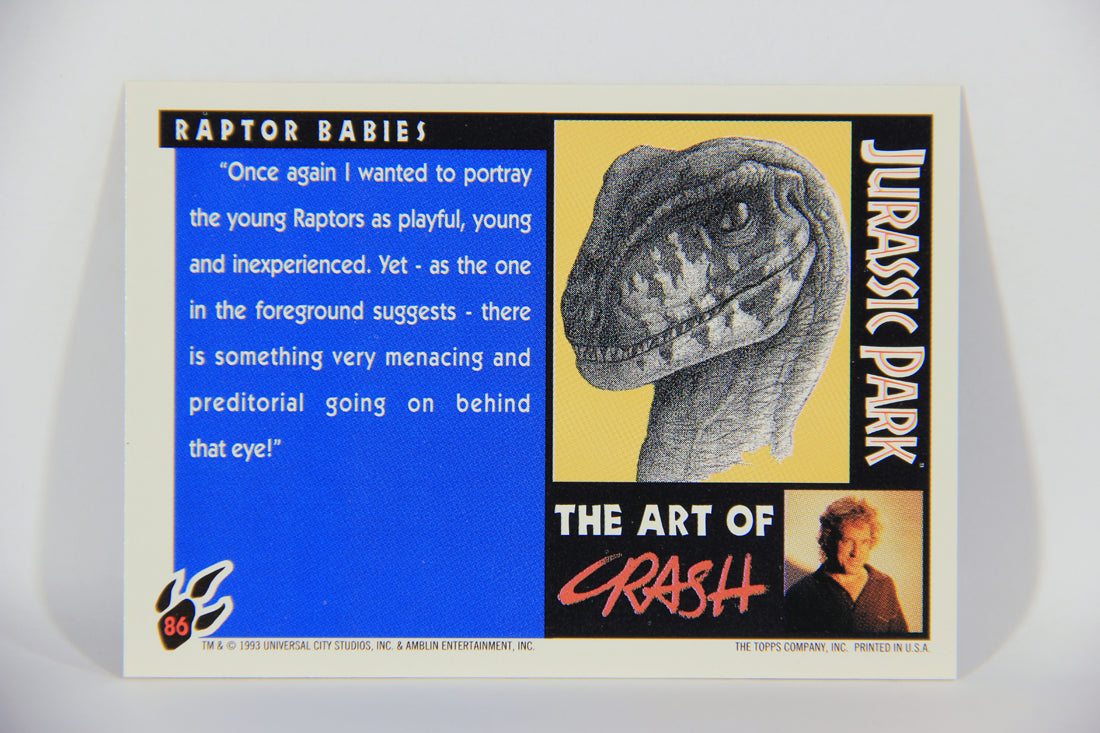 RAPTOR BABIES
"Once again I wanted to portray
the young Raptors as playful, young
and inexperienced. Yet - as the one
in the foreground suggests - there
is something very menacing and
preditorial going on behind
that eye!"
JURASSIC PARK
THE ART OF
CRASH
86
TM & © 1993 UNIVERSAL CITY STUDIOS, INC. & AMBLIN ENTERTAINMENT, INC.
THE TOPPS COMPANY, INC. PRINTED IN U.S.A.